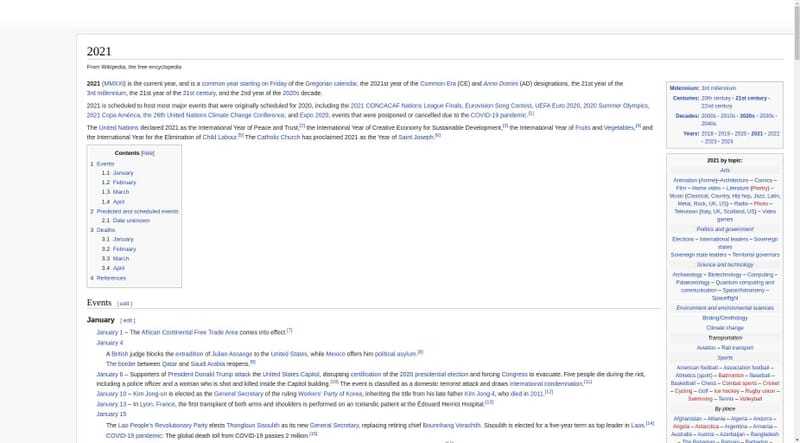 2021
From Wikipedia, the free encyclopedia
2021 (MMXXI) is the current year, and is a common year starting on Friday of the Gregorian calendar, the 2021st year of the Common Era (CE) and Anno Domini (AD) designations, the 21st year of the
3rd millennium, the 21st year of the 21st century, and the 2nd year of the 2020s decade.
2021 is scheduled to host most major events that were originally scheduled for 2020, including the 2021 CONCACAF Nations League Finals, Eurovision Song Contest, UEFA Euro 2020, 2020 Summer Olympics,
2021 Copa América, the 26th United Nations Climate Change Conference, and Expo 2020, events that were postponed or cancelled due to the COVID-19 pandemic.[1]
The United Nations declared 2021 as the International Year of Peace and Trust,[2] the International Year of Creative Economy for Sustainable Development,[3] the International Year of Fruits and Vegetables,[4] and
the International Year for the Elimination of Child Labour.[5] The Catholic Church has proclaimed 2021 as the Year of Saint Joseph.[6]
Contents [hide]
1 Events
1.1 January
1.2 February
1.3 March
1.4 April
2 Predicted and scheduled events
2.1 Date unknown
3 Deaths
3.1 January
3.2 February
3.3 March
3.4 April
4 References
Events [ edit ]
January [ edit ]
January 1 – The African Continental Free Trade Area comes into effect.[7]
January 4
A British judge blocks the extradition of Julian Assange to the United States, while Mexico offers him political asylum.[8]
The border between Qatar and Saudi Arabia reopens.[9]
January 6 – Supporters of President Donald Trump attack the United States Capitol, disrupting certification of the 2020 presidential election and forcing Congress to evacuate. Five people die during the riot,
including a police officer and a woman who is shot and killed inside the Capitol building.[10] The event is classified as a domestic terrorist attack and draws international condemnation.[11]
January 10 – Kim Jong-un is elected as the General Secretary of the ruling Workers' Party of Korea, inheriting the title from his late father Kim Jong-il, who died in 2011.[12]
January 13 – In Lyon, France, the first transplant of both arms and shoulders is performed on an Icelandic patient at the Édouard Herriot Hospital.[13]
January 15
The Lao People's Revolutionary Party elects Thongloun Sisoulith as its new General Secretary, replacing retiring chief Bounnhang Vorachith. Sisoulith is elected for a five-year term as top leader in Laos.[14]
COVID-19 pandemic: The global death toll from COVID-19 passes 2 million.[15]
Millennium: 3rd millennium
Centuries: 20th century · 21st century ·
22nd century
Decades: 2000s · 2010s · 2020s · 2030s ·
2040s
Years: 2018 · 2019 · 2020 · 2021 · 2022
· 2023 · 2024
2021 by topic:
Arts
Animation (Anime)–Architecture – Comics –
Film – Home video – Literature (Poetry) –
Music (Classical, Country, Hip hop, Jazz, Latin,
Metal, Rock, UK, US) – Radio – Photo –
Television (Italy, UK, Scotland, US) – Video
games
Politics and government
Elections – International leaders – Sovereign
states
Sovereign state leaders – Territorial governors
Science and technology
Archaeology – Biotechnology – Computing –
Palaeontology – Quantum computing and
communication – Space/Astronomy –
Spaceflight
Environment and environmental sciences
Birding/Ornithology
Climate change
Transportation
Aviation – Rail transport
Sports
American football – Association football –
Athletics (sport) – Badminton – Baseball –
Basketball – Chess – Combat sports – Cricket
– Cycling – Golf – Ice hockey – Rugby union –
Swimming – Tennis – Volleyball
By place
Afghanistan – Albania – Algeria – Andorra –
Angola – Antarctica – Argentina – Armenia –
Australia – Austria – Azerbaijan – Bangladesh